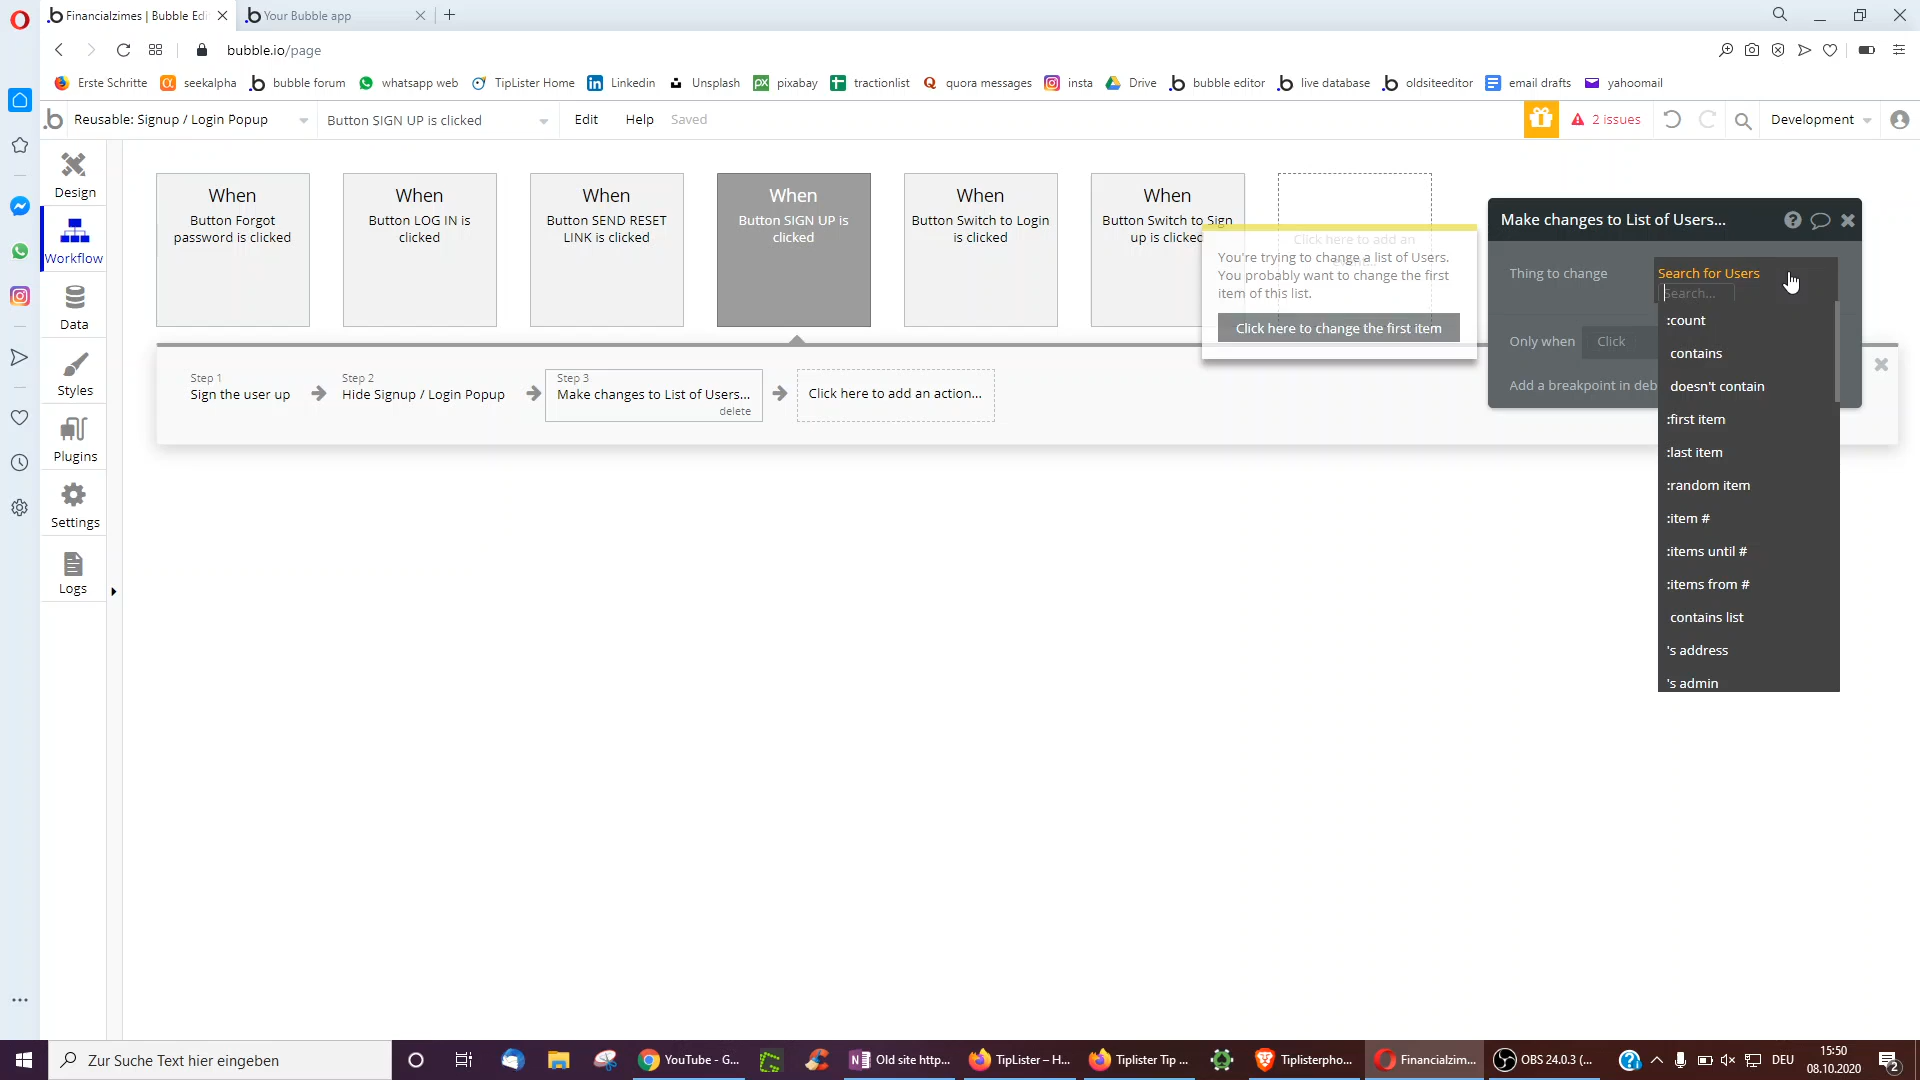 Financialzimes | Bubble Edi
Your Bubble app
bubble.io/page
Erste Schritte
seekalpha
bubble forum
whatsapp web
TipLister Home
Linkedin
Unsplash
pixabay
tractionlist
quora messages
insta
Drive
bubble editor
live database
oldsiteeditor
email drafts
yahoomail
Reusable: Signup / Login Popup
Button SIGN UP is clicked
Edit
Help
Saved
2 issues
Development
Design
Workflow
Data
Styles
Plugins
Settings
Logs
When
Button Forgot
password is clicked
When
Button LOG IN is
clicked
When
Button SEND RESET
LINK is clicked
When
Button SIGN UP is
clicked
When
Button Switch to Login
is clicked
When
Button Switch to Sign
up is clicked
Click here to add an
You're trying to change a list of Users.
You probably want to change the first
item of this list.
Click here to change the first item
Step 1
Sign the user up
Step 2
Hide Signup / Login Popup
Step 3
Make changes to List of Users...
delete
Click here to add an action...
Make changes to List of Users...
Thing to change
Search for Users
Search...
Only when
Click
Add a breakpoint in deb
:count
contains
doesn't contain
:first item
:last item
:random item
:item #
:items until #
:items from #
contains list
's address
's admin
Zur Suche Text hier eingeben
YouTube - G...
Old site http...
TipLister – H...
Tiplister Tip ...
Tiplisterpho...
Financialzim...
OBS 24.0.3 (...
DEU
15:50
08.10.2020
2